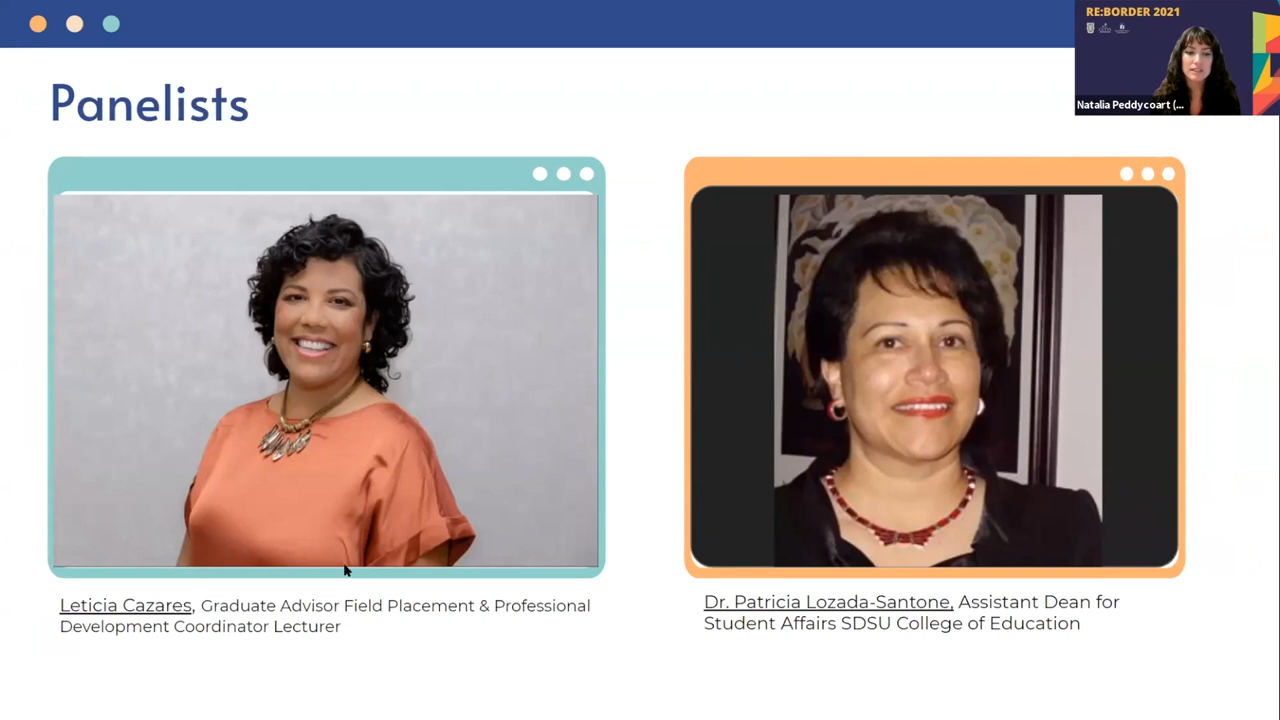 RE:BORDER 2021
Natalia Peddycoart (...
Panelists
Leticia Cazares, Graduate Advisor Field Placement & Professional
Development Coordinator Lecturer
Dr. Patricia Lozada-Santone, Assistant Dean for
Student Affairs SDSU College of Education